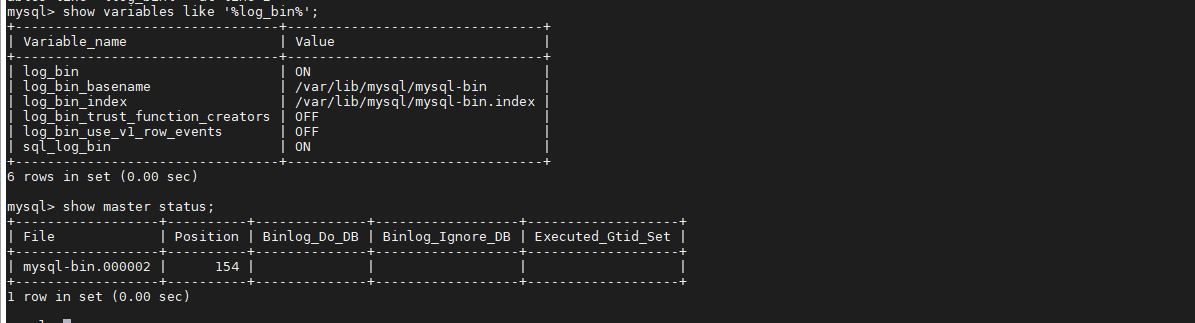 mysql> show variables like '%log_bin%';
+---------------------------------+--------------------------------+
| Variable_name                   | Value                          |
+---------------------------------+--------------------------------+
| log_bin                         | ON                             |
| log_bin_basename                | /var/lib/mysql/mysql-bin       |
| log_bin_index                   | /var/lib/mysql/mysql-bin.index |
| log_bin_trust_function_creators | OFF                            |
| log_bin_use_v1_row_events       | OFF                            |
| sql_log_bin                     | ON                             |
+---------------------------------+--------------------------------+
6 rows in set (0.00 sec)
mysql> show master status;
+------------------+----------+--------------+------------------+-------------------+
| File             | Position | Binlog_Do_DB | Binlog_Ignore_DB | Executed_Gtid_Set |
+------------------+----------+--------------+------------------+-------------------+
| mysql-bin.000002 |      154 |              |                  |                   |
+------------------+----------+--------------+------------------+-------------------+
1 row in set (0.00 sec)